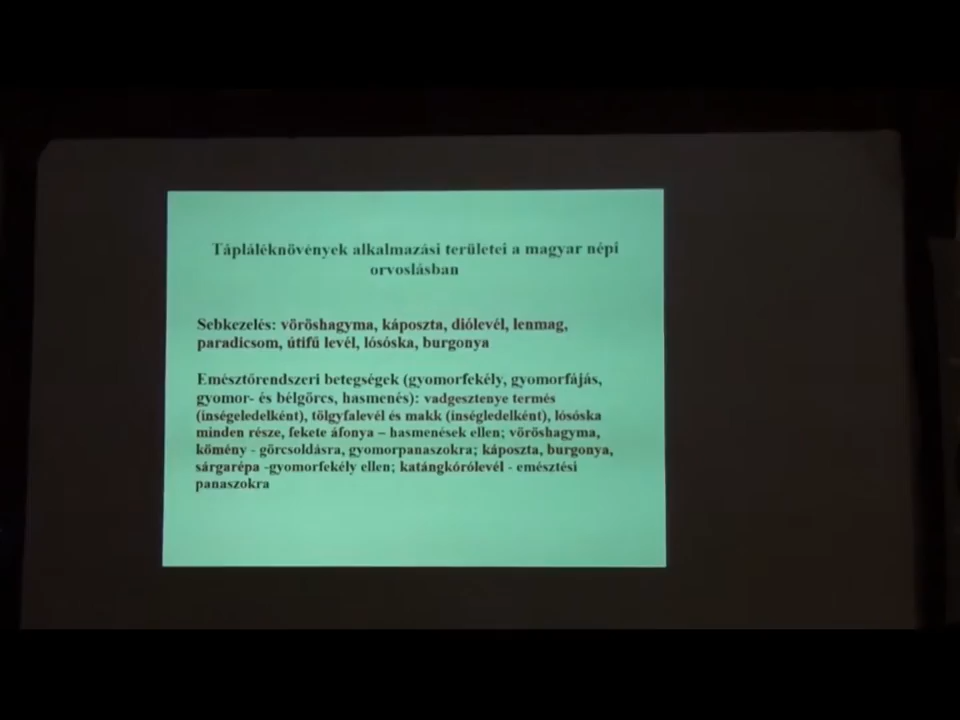 Tápláléknövények alkalmazási területei a magyar népi
orvoslásban
Sebkezelés: vöröshagyma, káposzta, diólevél, lenmag,
paradicsom, útifű levél, lósóska, burgonya
Emésztőrendszeri betegségek (gyomorfekély, gyomorfájás,
gyomor- és bélgörcs, hasmenés): vadgesztenye termés
(ínségeledelként), tölgyfalevél és makk (ínségledelként), lósóska
minden része, fekete áfonya – hasmenések ellen; vöröshagyma,
kömény - görcsoldásra, gyomorpanaszokra; káposzta, burgonya,
sárgarépa -gyomorfekély ellen; katángkórólevél - emésztési
panaszokra